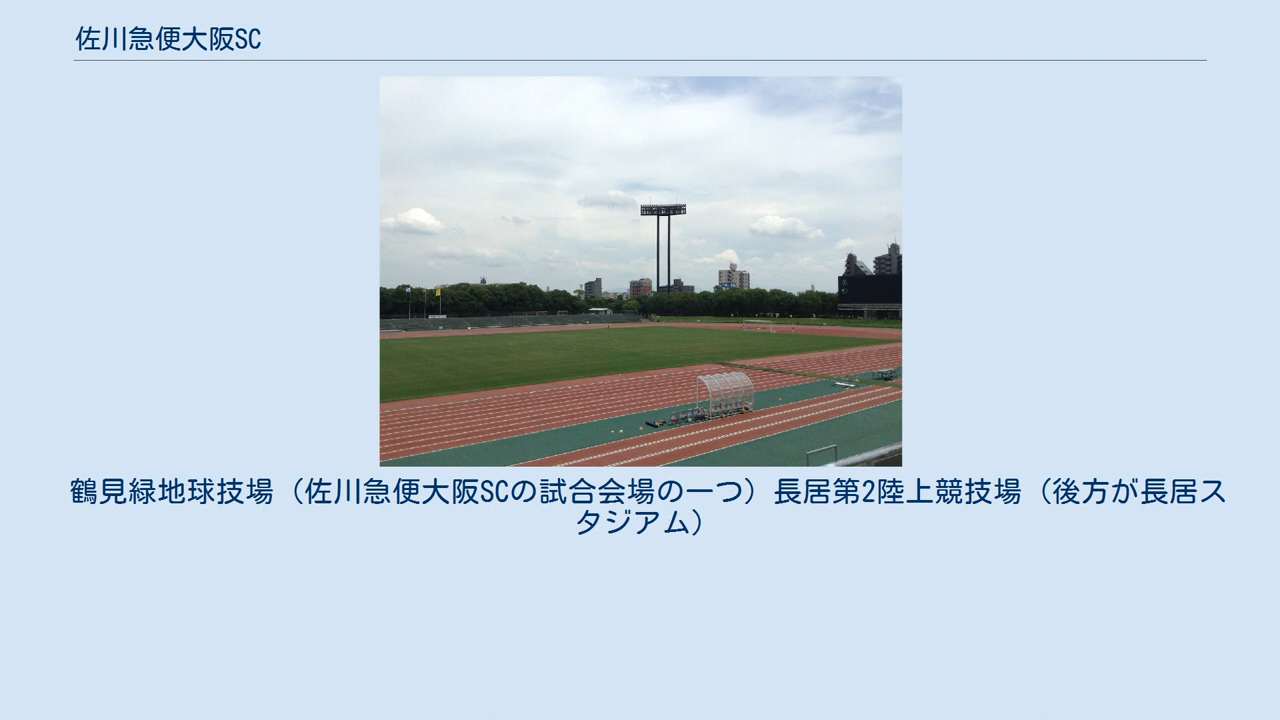 佐川急便大阪SC
鶴見緑地球技場（佐川急便大阪SCの試合会場の一つ）長居第2陸上競技場（後方が長居ス
タジアム）